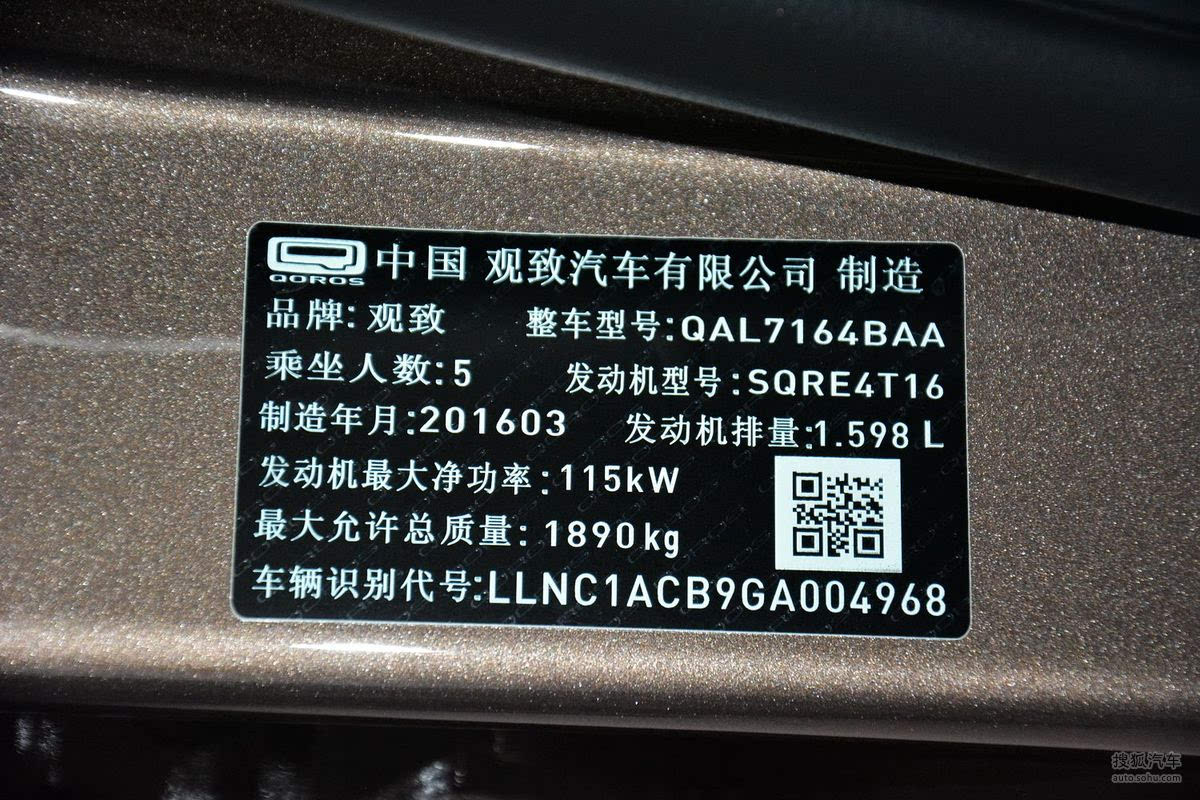 QOROS 中国 观致汽车有限公司 制造
品牌:观致 整车型号:QAL7164BAA
乘坐人数:5 发动机型号:SQRE4T16
制造年月:201603 发动机排量:1.598 L
发动机最大净功率:115kW
最大允许总质量:1890kg
车辆识别代号:LLNC1ACB9GA004968
搜狐汽车
auto.sohu.com